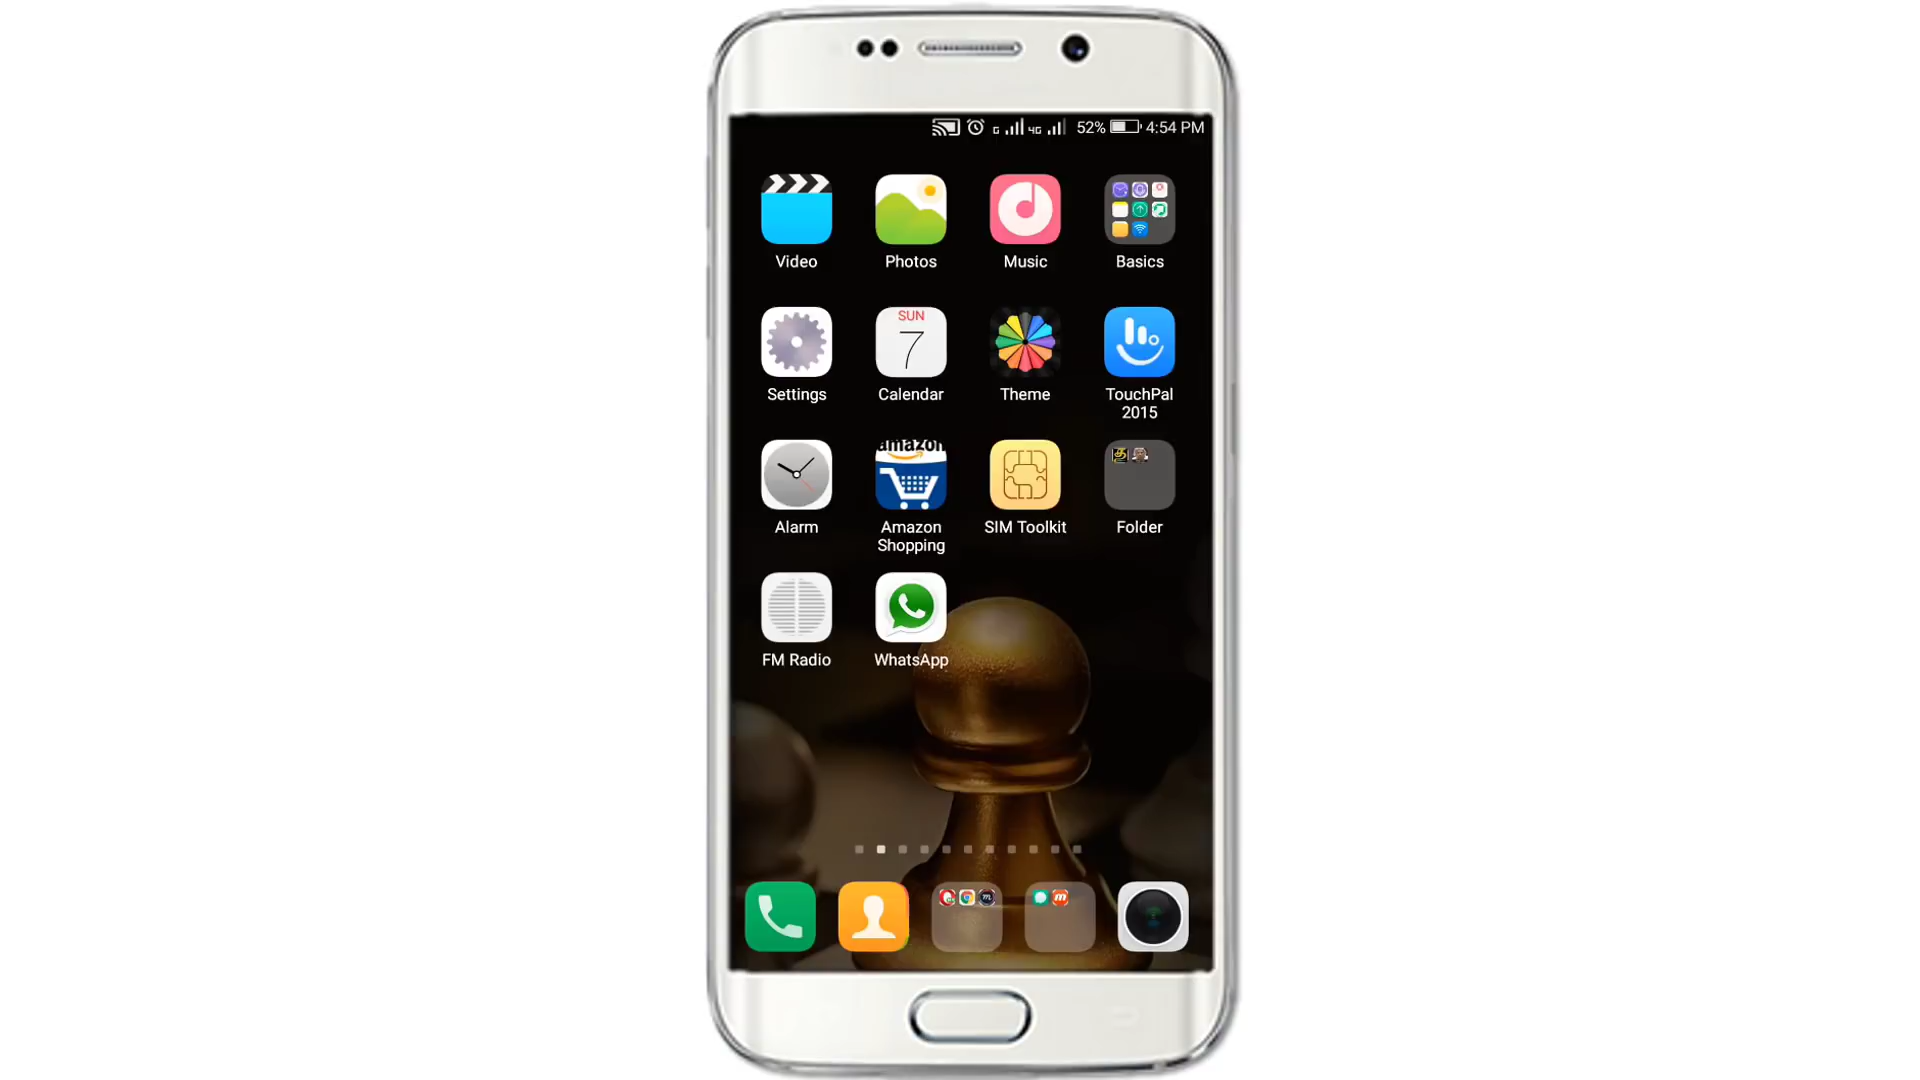 G 4G 52% 4:54 PM
Video Photos Music Basics
SUN
7
Settings Calendar Theme TouchPal
2015
amazon
த
Alarm Amazon SIM Toolkit Folder
Shopping
FM Radio WhatsApp
m m